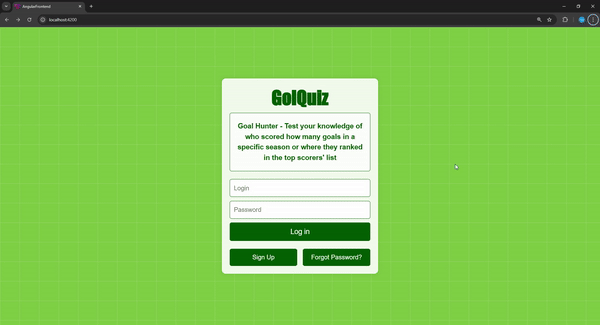 AngularFrontend
localhost:4200
GolQuiz
Goal Hunter - Test your knowledge of
who scored how many goals in a
specific season or where they ranked
in the top scorers' list
Login
Password
Log in
Sign Up
Forgot Password?